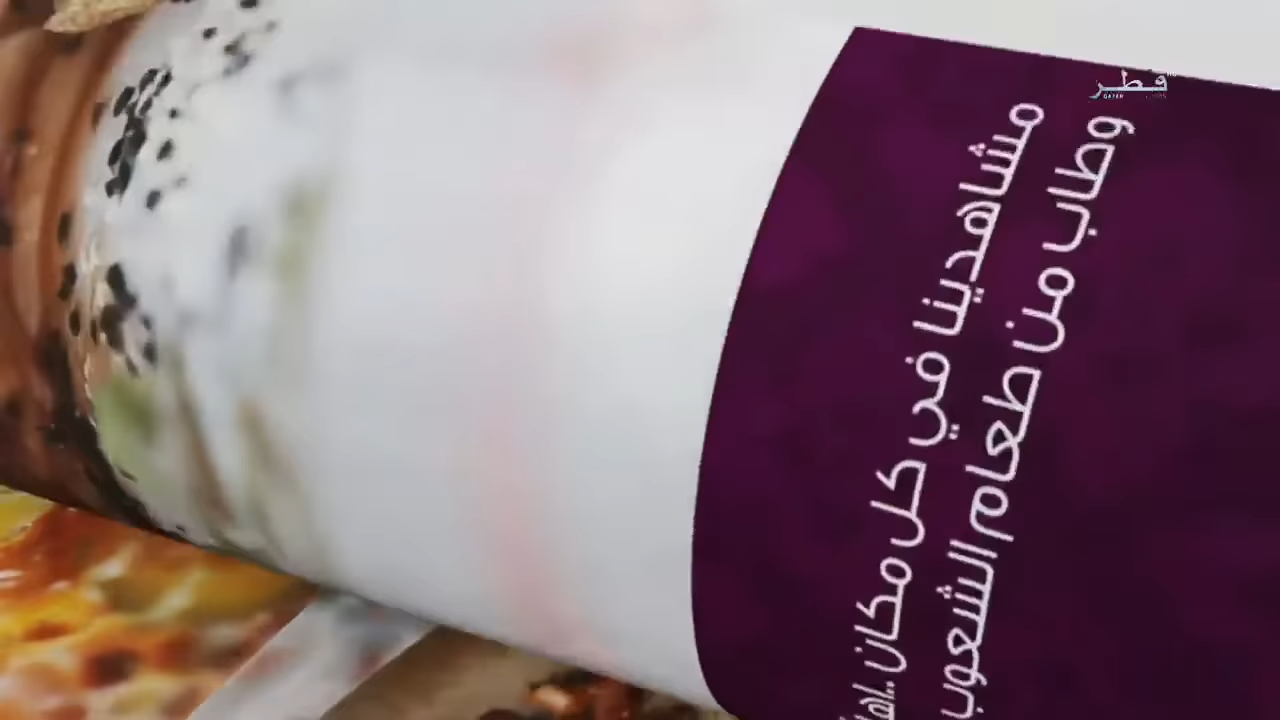 قطر
مشاهدينا في كل مكان ..
وطاب من طعام الشعوب